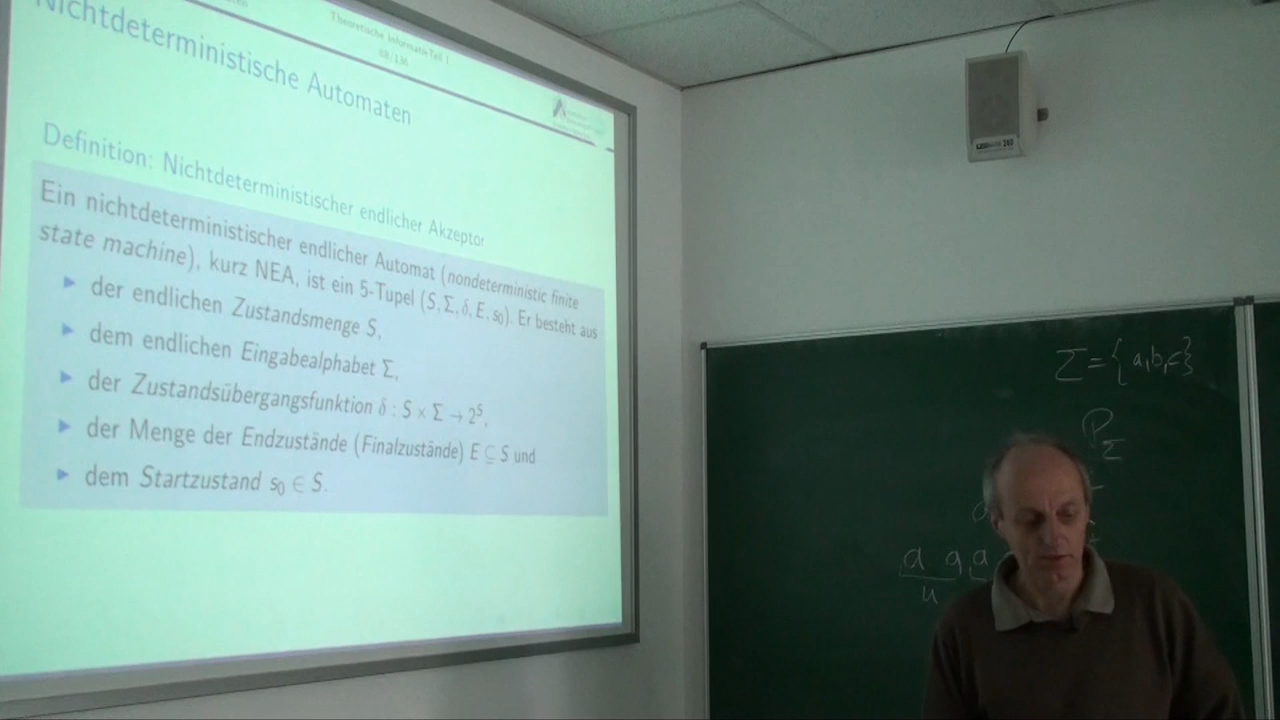 Theoretische Informatik Teil 1
Nichtdeterministische Automaten
Definition: Nichtdeterministischer endlicher Akzeptor
Ein nichtdeterministischer endlicher Automat (nondeterministic finite
state machine), kurz NEA, ist ein 5-Tupel (S, Σ, δ, E, s₀). Er besteht aus
▶ der endlichen Zustandsmenge S,
▶ dem endlichen Eingabealphabet Σ,
▶ der Zustandsübergangsfunktion δ : S × Σ → 2ˢ,
▶ der Menge der Endzustände (Finalzustände) E ⊆ S und
▶ dem Startzustand s₀ ∈ S.
Σ={a,b,c}
P
Σ
a a a
u